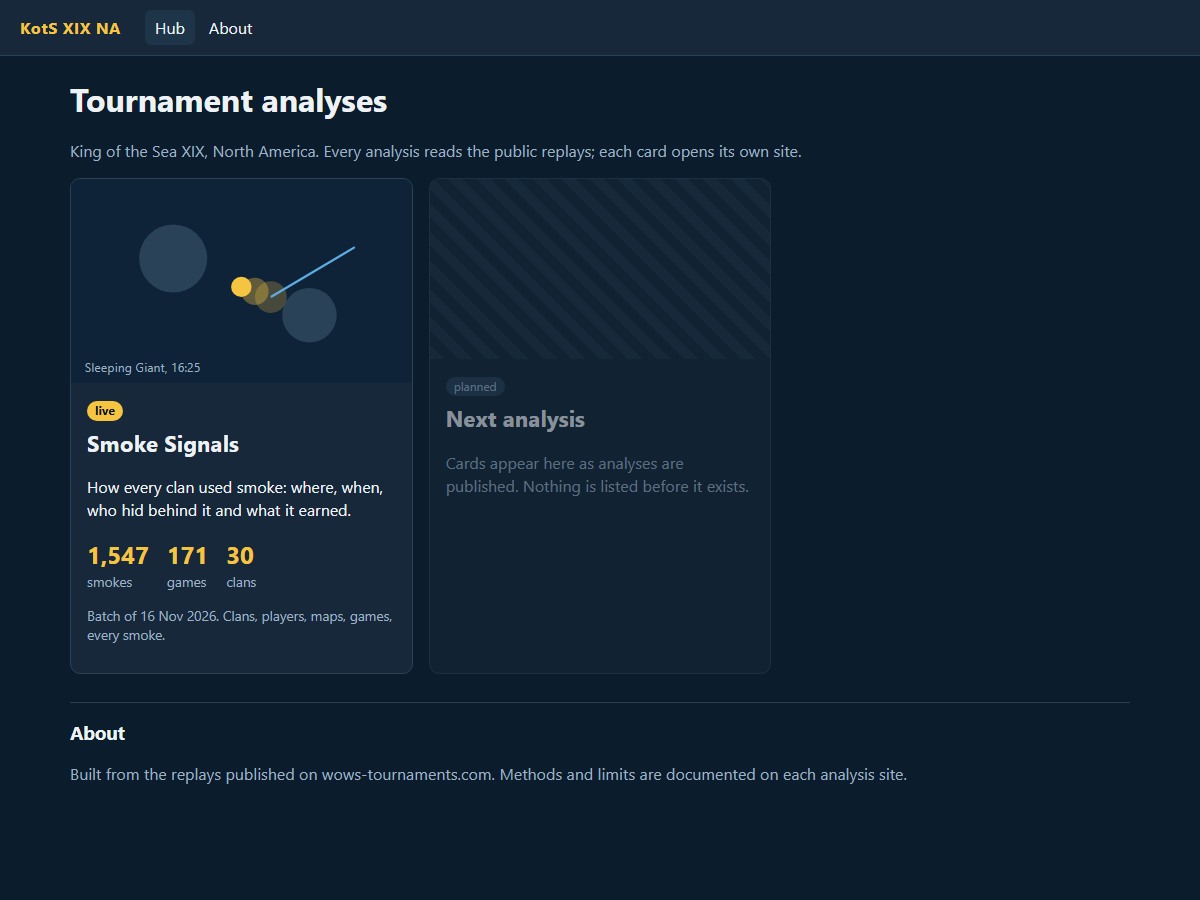 KotS XIX NA Hub About
Tournament analyses
King of the Sea XIX, North America. Every analysis reads the public replays; each card opens its own site.
Sleeping Giant, 16:25
live
Smoke Signals
How every clan used smoke: where, when,
who hid behind it and what it earned.
1,547 171 30
smokes games clans
Batch of 16 Nov 2026. Clans, players, maps, games,
every smoke.
planned
Next analysis
Cards appear here as analyses are
published. Nothing is listed before it exists.
About
Built from the replays published on wows-tournaments.com. Methods and limits are documented on each analysis site.